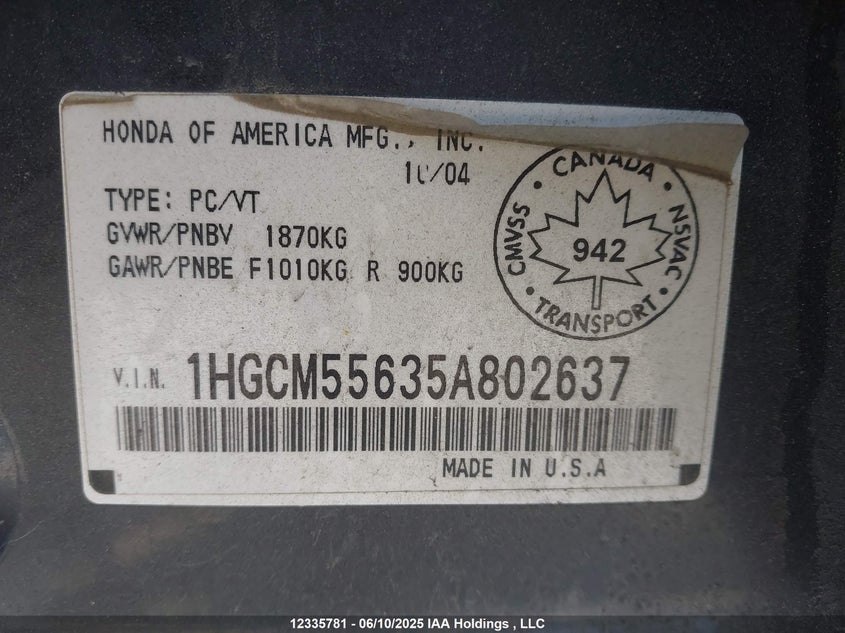 HONDA OF AMERICA MFG., INC.
10/04
TYPE: PC/VT
GVWR/PNBV 1870KG
GAWR/PNBE F1010KG R 900KG
CANADA
CMVSS
942
NSVAC
TRANSPORT
V.I.N. 1HGCM55635A802637
MADE IN U.S.A
12335781 - 06/10/2025 IAA Holdings , LLC